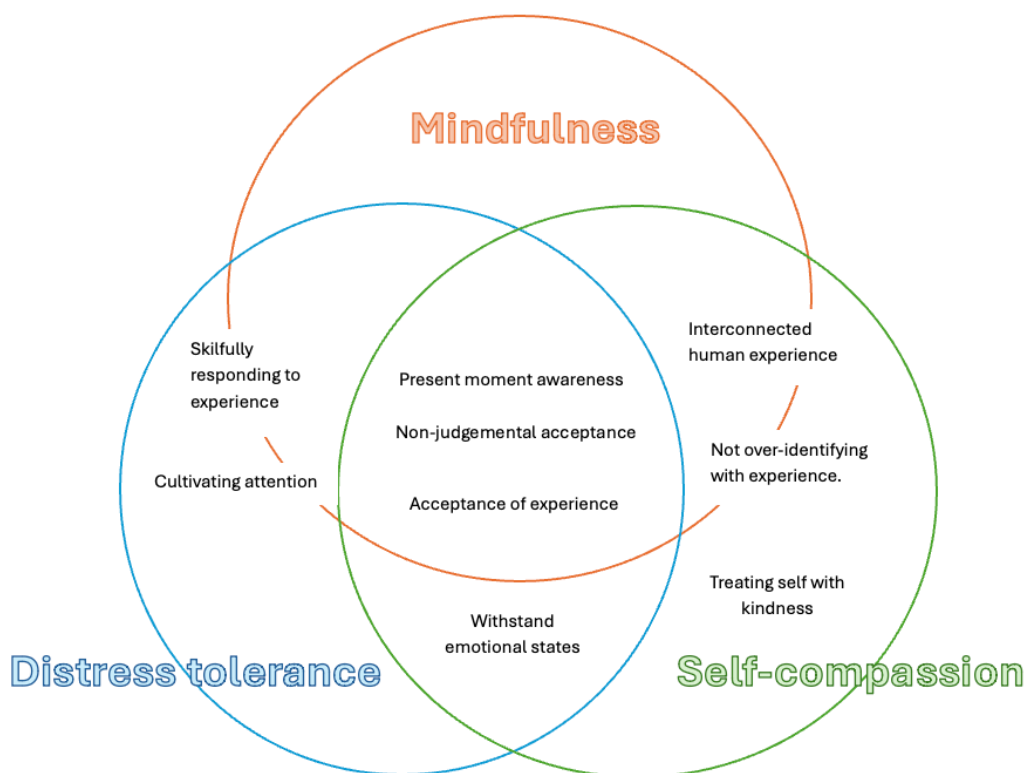 Mindfulness
Interconnected
human experience
Skilfully
responding to
experience
Present moment awareness
Non-judgemental acceptance
Not over-identifying
with experience.
Cultivating attention
Acceptance of experience
Treating self with
kindness
Withstand
emotional states
Distress tolerance
Self-compassion